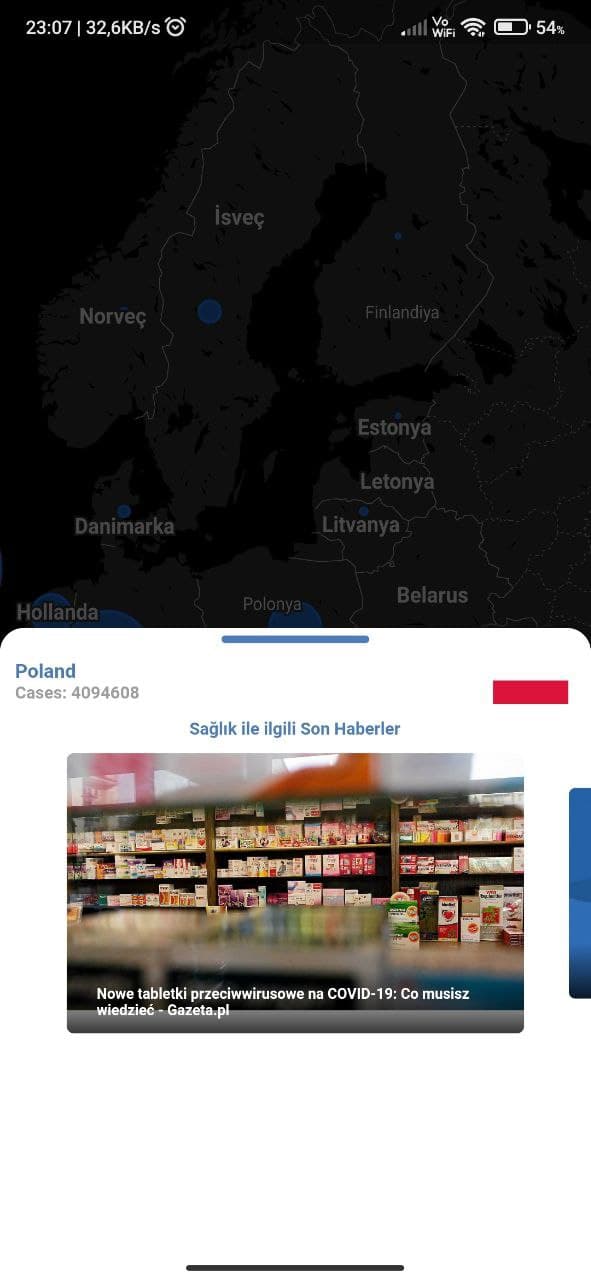 23:07 | 32,6KB/s
Vo
WiFi
54%
İsveç
Norveç
Finlandiya
Estonya
Letonya
Danimarka
Litvanya
Belarus
Polonya
Hollanda
Poland
Cases: 4094608
Sağlık ile ilgili Son Haberler
Nowe tabletki przeciwwirusowe na COVID-19: Co musisz
wiedzieć - Gazeta.pl